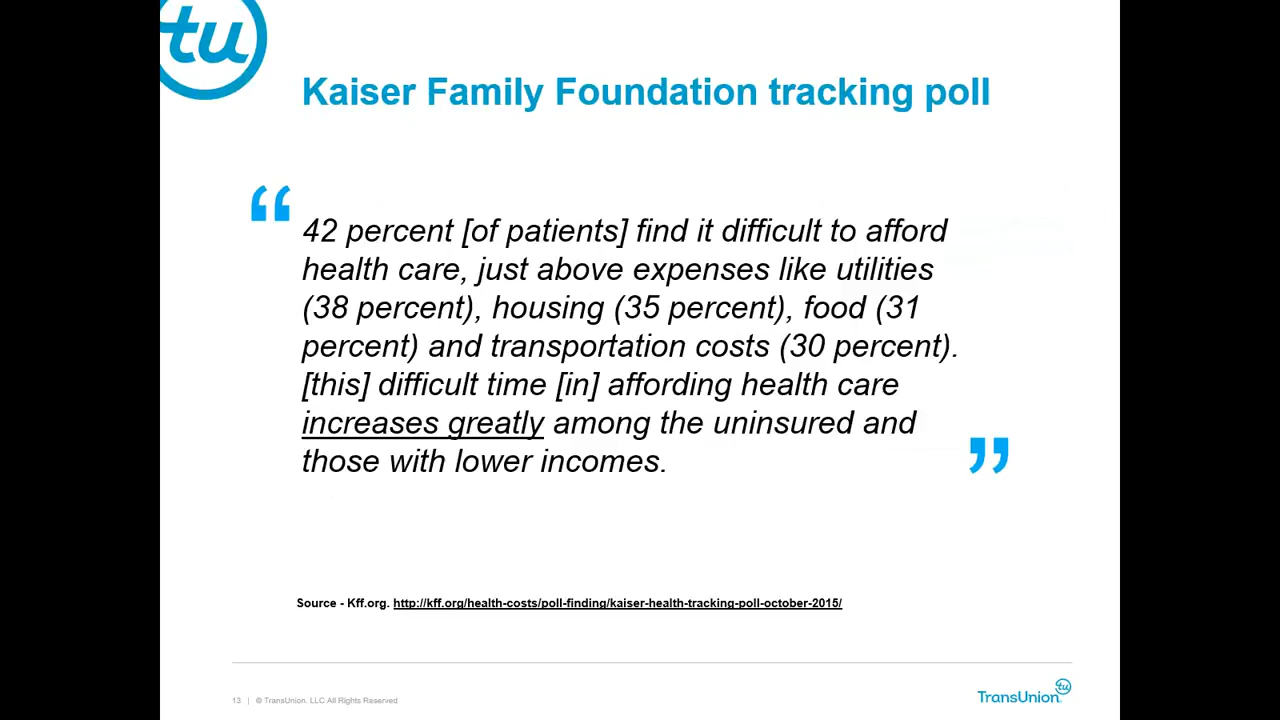 tu
Kaiser Family Foundation tracking poll
“
42 percent [of patients] find it difficult to afford
health care, just above expenses like utilities
(38 percent), housing (35 percent), food (31
percent) and transportation costs (30 percent).
[this] difficult time [in] affording health care
increases greatly among the uninsured and
those with lower incomes.
”
Source - Kff.org. http://kff.org/health-costs/poll-finding/kaiser-health-tracking-poll-october-2015/
13 | © TransUnion. LLC All Rights Reserved
TransUnion tu